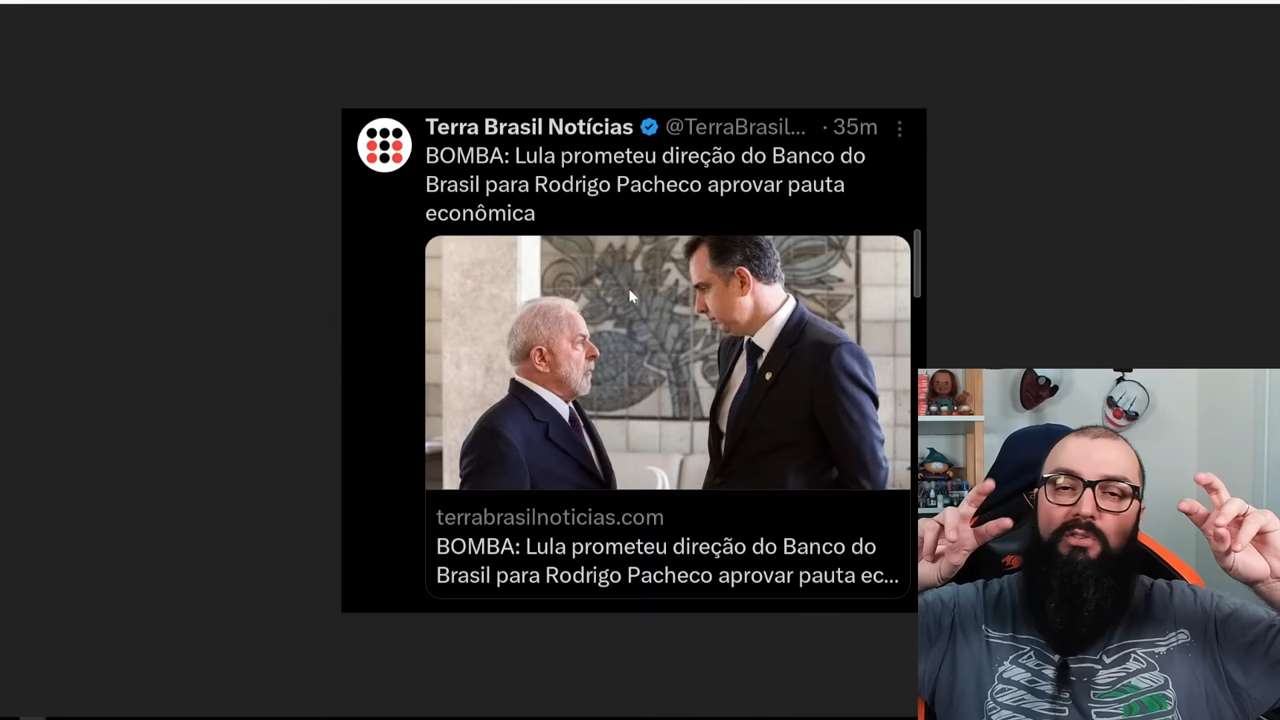 Terra Brasil Notícias @TerraBrasil... · 35m
BOMBA: Lula prometeu direção do Banco do
Brasil para Rodrigo Pacheco aprovar pauta
econômica
terrabrasilnoticias.com
BOMBA: Lula prometeu direção do Banco do
Brasil para Rodrigo Pacheco aprovar pauta ec...